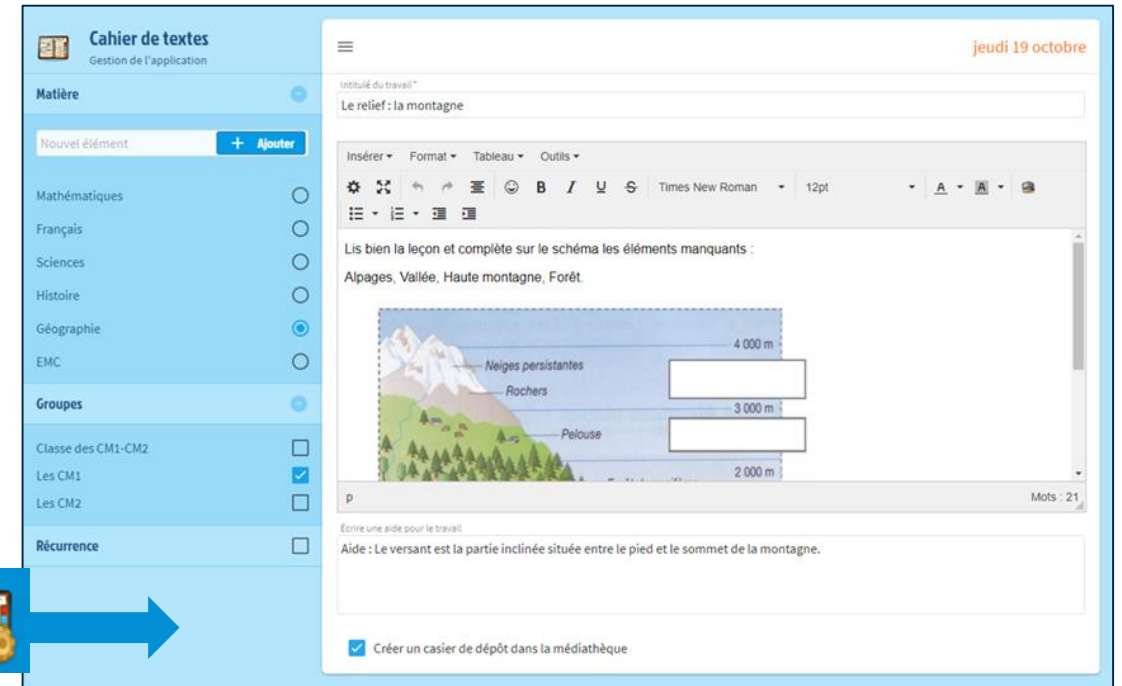 Cahier de textes
Gestion de l'application
Matière
Nouvel élément
+ Ajouter
Mathématiques
Français
Sciences
Histoire
Géographie
EMC
Groupes
Classe des CM1-CM2
Les CM1
Les CM2
Récurrence
jeudi 19 octobre
Intitulé du travail *
Le relief : la montagne
Insérer Format Tableau Outils
B I U S Times New Roman 12pt A A
Lis bien la leçon et complète sur le schéma les éléments manquants :
Alpages, Vallée, Haute montagne, Forêt.
4 000 m
Neiges persistantes
Rochers
3 000 m
Pelouse
2 000 m
p
Mots : 21
Écrire une aide pour le travail
Aide : Le versant est la partie inclinée située entre le pied et le sommet de la montagne.
Créer un casier de dépôt dans la médiathèque